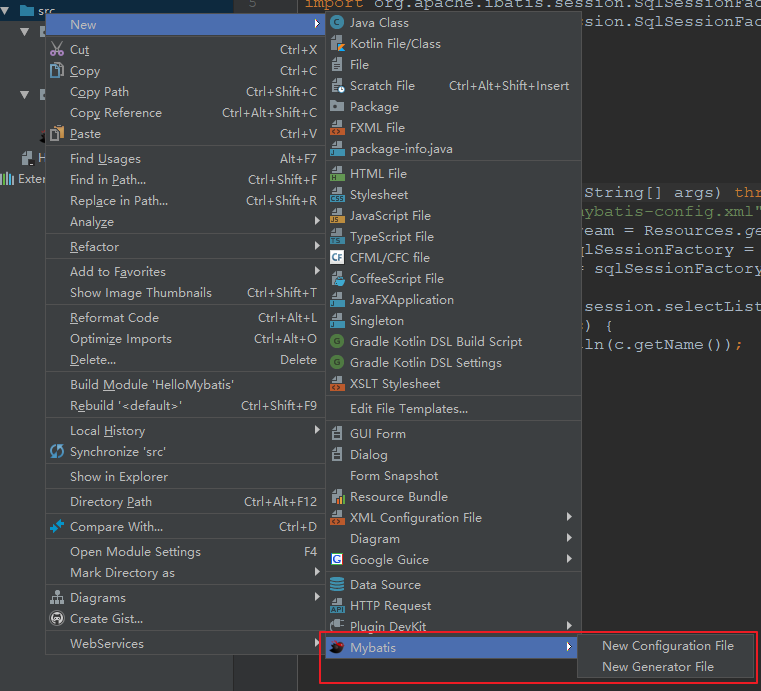 src
5
import org.apache.ibatis.session.SqlSessionFac
session.SqlSessionFac
New
Cut Ctrl+X
Copy Ctrl+C
Copy Path Ctrl+Shift+C
Copy Reference Ctrl+Alt+Shift+C
Paste Ctrl+V
Find Usages Alt+F7
Find in Path... Ctrl+Shift+F
Replace in Path... Ctrl+Shift+R
Analyze
Refactor
Add to Favorites
Show Image Thumbnails Ctrl+Shift+T
Reformat Code Ctrl+Alt+L
Optimize Imports Ctrl+Alt+O
Delete... Delete
Build Module 'HelloMybatis'
Rebuild '<default>' Ctrl+Shift+F9
Local History
Synchronize 'src'
Show in Explorer
Directory Path Ctrl+Alt+F12
Compare With... Ctrl+D
Open Module Settings F4
Mark Directory as
Diagrams
Create Gist...
WebServices
H
Exter
Java Class
Kotlin File/Class
File
Scratch File Ctrl+Alt+Shift+Insert
Package
FXML File
package-info.java
HTML File
Stylesheet
JavaScript File
TypeScript File
CFML/CFC file
CoffeeScript File
JavaFXApplication
Singleton
Gradle Kotlin DSL Build Script
Gradle Kotlin DSL Settings
XSLT Stylesheet
Edit File Templates...
GUI Form
Dialog
Form Snapshot
Resource Bundle
XML Configuration File
Diagram
Google Guice
Data Source
HTTP Request
Plugin DevKit
Mybatis
New Configuration File
New Generator File
String[] args) thr
ybatis-config.xml"
eam = Resources.ge
qlSessionFactory =
= sqlSessionFactory
session.selectList
) {
ln(c.getName());